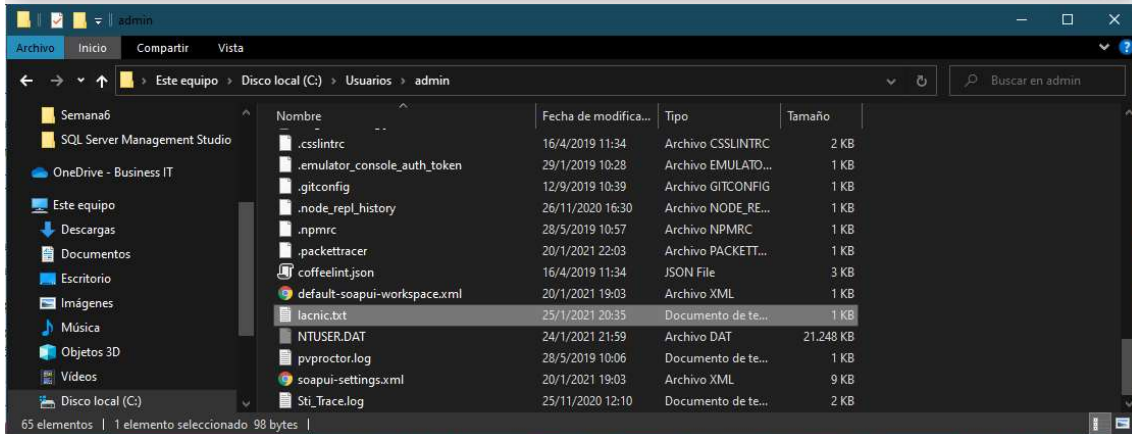 admin
Archivo Inicio Compartir Vista
Este equipo > Disco local (C:) > Usuarios > admin
Buscar en admin
Semana6
SQL Server Management Studio
OneDrive - Business IT
Este equipo
Descargas
Documentos
Escritorio
Imágenes
Música
Objetos 3D
Vídeos
Disco local (C:)
Nombre Fecha de modifica... Tipo Tamaño
.csslintrc 16/4/2019 11:34 Archivo CSSLINTRC 2 KB
.emulator_console_auth_token 29/1/2019 10:28 Archivo EMULATO... 1 KB
.gitconfig 12/9/2019 10:39 Archivo GITCONFIG 1 KB
.node_repl_history 26/11/2020 16:30 Archivo NODE_RE... 1 KB
.npmrc 28/5/2019 10:57 Archivo NPMRC 1 KB
.packettracer 20/1/2021 22:03 Archivo PACKETT... 1 KB
coffeelint.json 16/4/2019 11:34 JSON File 3 KB
default-soapui-workspace.xml 20/1/2021 19:03 Archivo XML 1 KB
lacnic.txt 25/1/2021 20:35 Documento de te... 1 KB
NTUSER.DAT 24/1/2021 21:59 Archivo DAT 21.248 KB
pvproctor.log 28/5/2019 10:06 Documento de te... 1 KB
soapui-settings.xml 20/1/2021 19:03 Archivo XML 9 KB
Sti_Trace.log 25/11/2020 12:10 Documento de te... 2 KB
65 elementos | 1 elemento seleccionado 98 bytes |